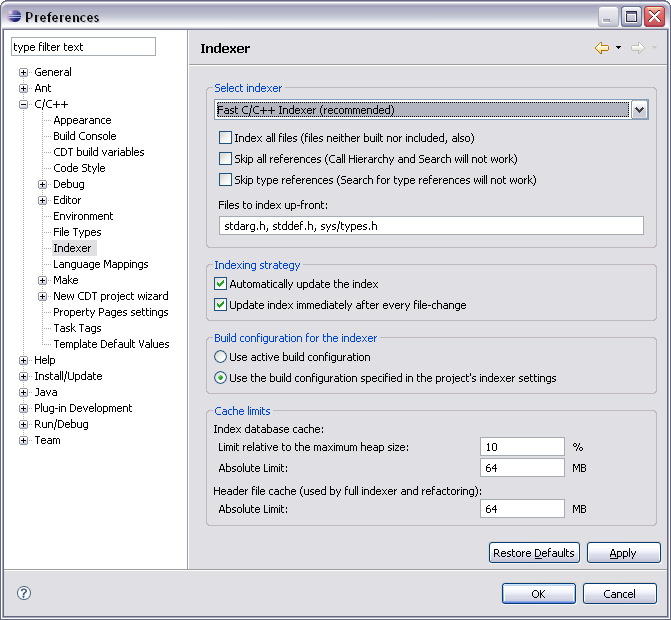 Preferences
type filter text
General
Ant
C/C++
Appearance
Build Console
CDT build variables
Code Style
Debug
Editor
Environment
File Types
Indexer
Language Mappings
Make
New CDT project wizard
Property Pages settings
Task Tags
Template Default Values
Help
Install/Update
Java
Plug-in Development
Run/Debug
Team
Indexer
Select indexer
Fast C/C++ Indexer (recommended)
Index all files (files neither built nor included, also)
Skip all references (Call Hierarchy and Search will not work)
Skip type references (Search for type references will not work)
Files to index up-front:
stdarg.h, stddef.h, sys/types.h
Indexing strategy
Automatically update the index
Update index immediately after every file-change
Build configuration for the indexer
Use active build configuration
Use the build configuration specified in the project's indexer settings
Cache limits
Index database cache:
Limit relative to the maximum heap size: 10 %
Absolute Limit: 64 MB
Header file cache (used by full indexer and refactoring):
Absolute Limit: 64 MB
Restore Defaults Apply
? OK Cancel